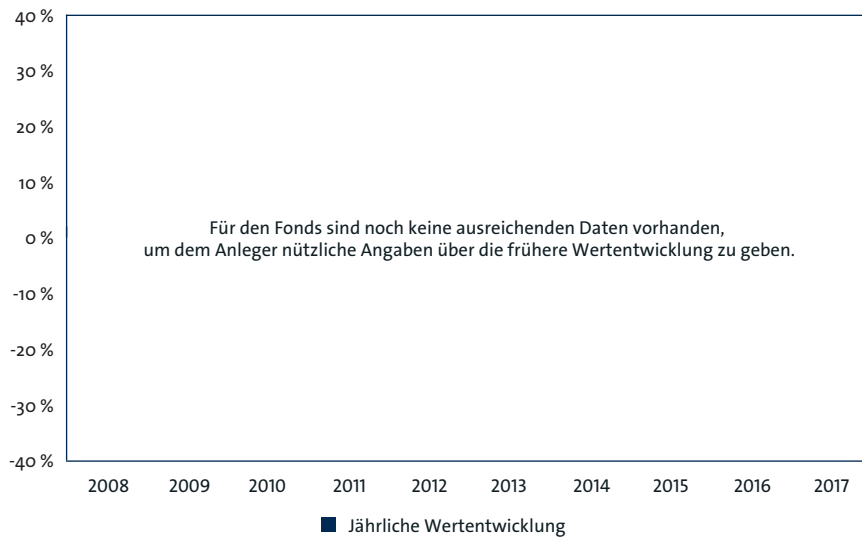 40 %
30 %
20 %
10 %
0 %
-10 %
-20 %
-30 %
-40 %
Für den Fonds sind noch keine ausreichenden Daten vorhanden,
um dem Anleger nützliche Angaben über die frühere Wertentwicklung zu geben.
2008 2009 2010 2011 2012 2013 2014 2015 2016 2017
Jährliche Wertentwicklung